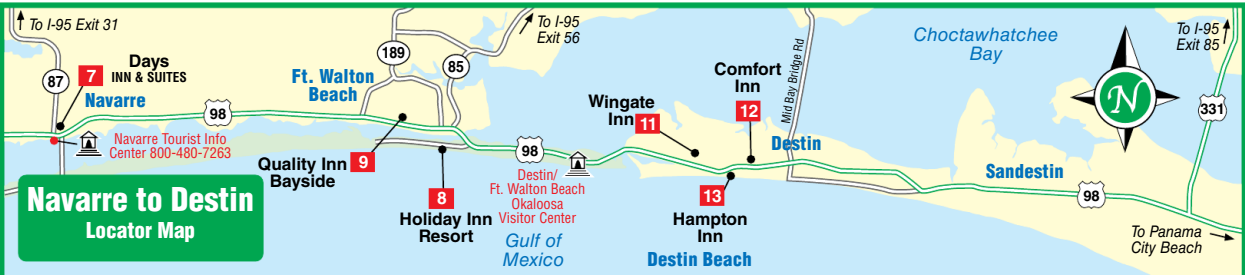 To I-95 Exit 31
87
7
Days
INN & SUITES
Navarre
98
Navarre Tourist Info
Center 800-480-7263
Navarre to Destin
Locator Map
189
85
To I-95
Exit 56
Ft. Walton
Beach
Quality Inn
Bayside
9
8
Holiday Inn
Resort
98
Destin/
Ft. Walton Beach
Okaloosa
Visitor Center
Gulf of
Mexico
Wingate
Inn
11
Comfort
Inn
12
Mid Bay Bridge Rd
Destin
13
Hampton
Inn
Destin Beach
Choctawhatchee
Bay
Sandestin
98
N
To I-95
Exit 85
331
To Panama
City Beach